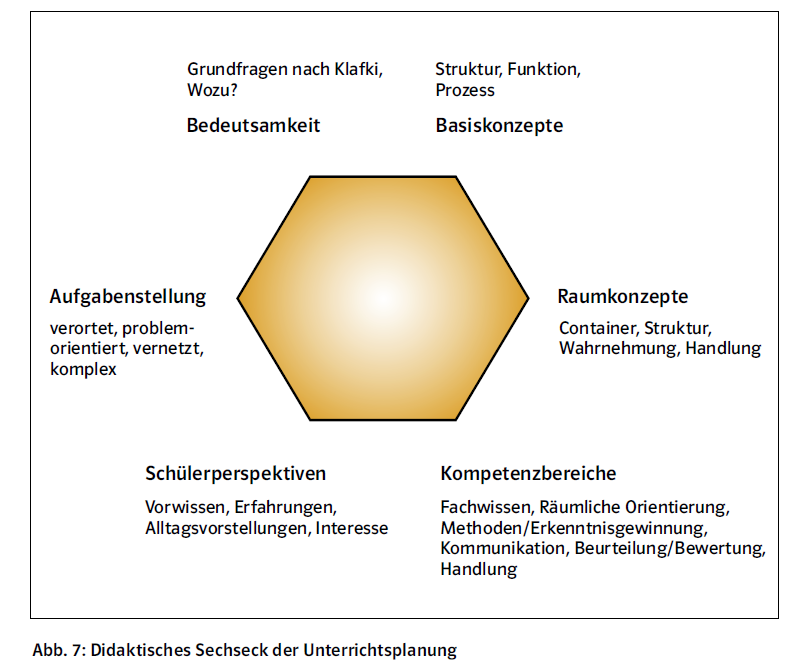 Grundfragen nach Klafki,
Wozu?
Bedeutsamkeit
Struktur, Funktion,
Prozess
Basiskonzepte
Aufgabenstellung
verortet, problem-
orientiert, vernetzt,
komplex
Raumkonzepte
Container, Struktur,
Wahrnehmung, Handlung
Schülerperspektiven
Vorwissen, Erfahrungen,
Alltagsvorstellungen, Interesse
Kompetenzbereiche
Fachwissen, Räumliche Orientierung,
Methoden/Erkenntnisgewinnung,
Kommunikation, Beurteilung/Bewertung,
Handlung
Abb. 7: Didaktisches Sechseck der Unterrichtsplanung